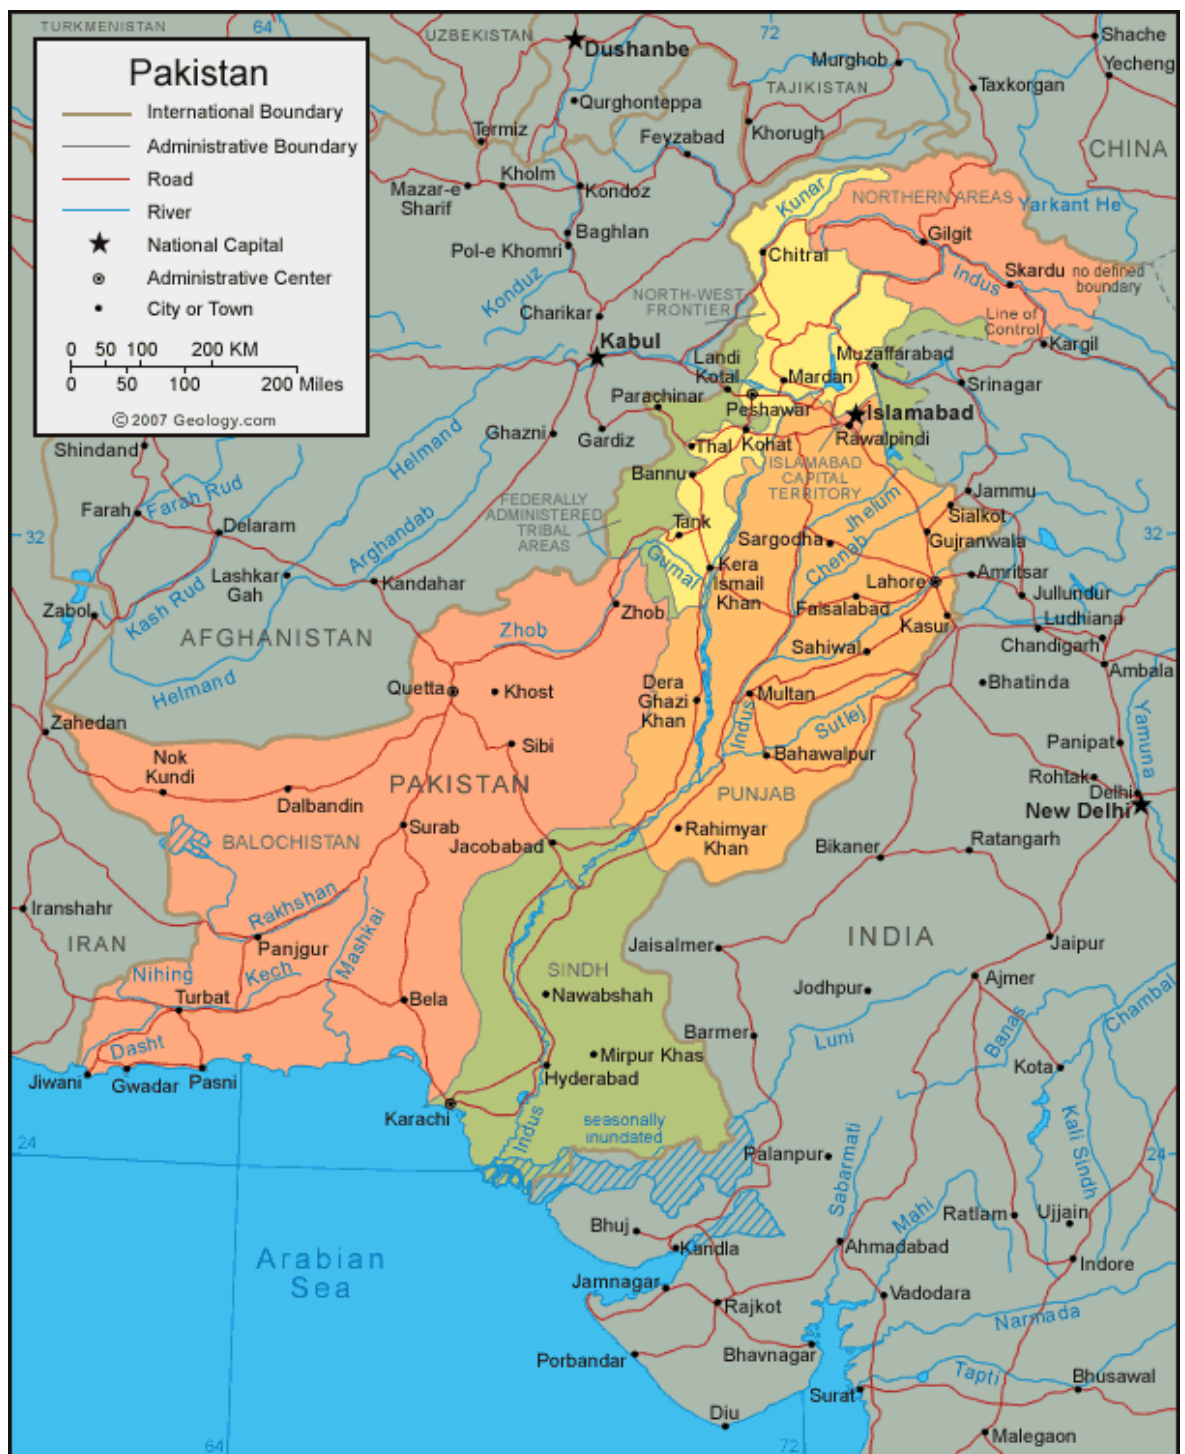 TURKMENISTAN
64
UZBEKISTAN
Dushanbe
72
Murghob
Shache
Yecheng
TAJIKISTAN
Taxkorgan
Qurghonteppa
Termiz
Feyzabad
Khorugh
CHINA
Pakistan
International Boundary
Administrative Boundary
Road
River
National Capital
Administrative Center
City or Town
0 50 100 200 KM
0 50 100 200 Miles
© 2007 Geology.com
Kholm
Mazar-e
Sharif
Kondoz
Kunar
NORTHERN AREAS
Yarkant He
Baghlan
Pol-e Khomri
Chitral
Gilgit
Konduz
Indus
Skardu
no defined
boundary
NORTH-WEST
FRONTIER
Charikar
Line of
Control
Kabul
Kargil
Landi
Kotal
Muzaffarabad
Mardan
Srinagar
Parachinar
Peshawar
Islamabad
Ghazni
Gardiz
Kohat
Rawalpindi
Shindand
Helmand
Thal
Bannu
ISLAMABAD
CAPITAL
TERRITORY
Farah Rud
Farah
FEDERALLY
ADMINISTERED
TRIBAL
AREAS
Jammu
Sialkot
Jhelum
Delaram
Arghandab
Tank
Sargodha
Chenab
Gujranwala
32
32
Lashkar
Gah
Kandahar
Gumal
Kera
Ismail
Khan
Lahore
Amritsar
Zabol
Kash Rud
Zhob
Faisalabad
Kasur
Jullundur
Ludhiana
AFGHANISTAN
Zhob
Sahiwal
Chandigarh
Ambala
Helmand
Quetta
Khost
Dera
Ghazi
Khan
Multan
Bhatinda
Zahedan
Indus
Sutlej
Yamuna
Nok
Kundi
Sibi
Bahawalpur
Panipat
PAKISTAN
Rohtak
Delhi
New Delhi
Dalbandin
PUNJAB
Surab
BALOCHISTAN
Jacobabad
Rahimyar
Khan
Bikaner
Ratangarh
Iranshahr
Rakhshan
Mashkai
IRAN
Panjgur
Jaisalmer
INDIA
Jaipur
Nihing
Kech
SINDH
Turbat
Bela
Nawabshah
Jodhpur
Ajmer
Chambal
Barmer
Luni
Banas
Dasht
Mirpur Khas
Jiwani
Gwadar
Pasni
Hyderabad
Kota
Karachi
Indus
seasonally
inundated
Kali Sindh
24
24
Palanpur
Sabarmati
Mahi
Ratlam
Ujjain
Bhuj
Kandla
Ahmadabad
Arabian
Sea
Indore
Jamnagar
Rajkot
Vadodara
Narmada
Porbandar
Bhavnagar
Tapti
Bhusawal
Surat
Diu
Malegaon
64
72